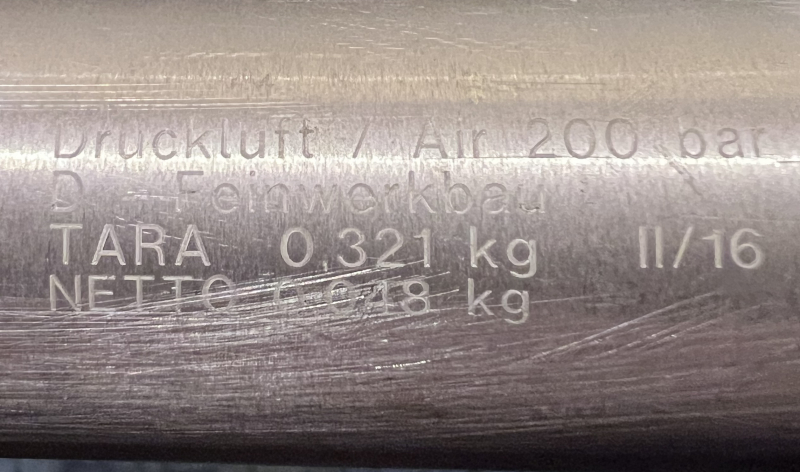 Druckluft / Air 200 bar
D - Feinwerkbau
TARA 0,321 kg II/16
NETTO 0,048 kg